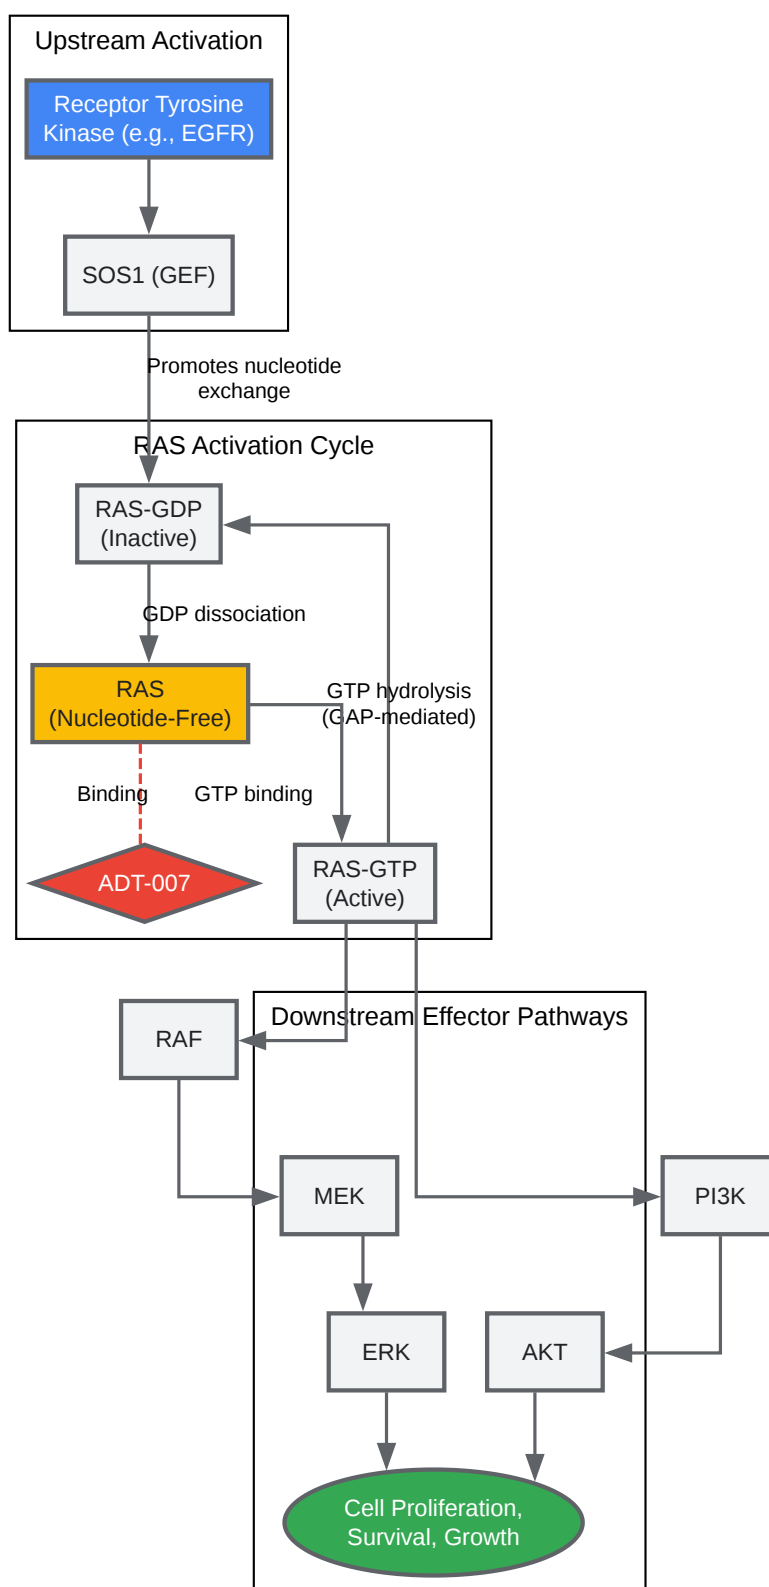 Upstream Activation
Receptor Tyrosine
Kinase (e.g., EGFR)
SOS1 (GEF)
Promotes nucleotide
exchange
RAS Activation Cycle
RAS-GDP
(Inactive)
GDP dissociation
RAS
(Nucleotide-Free)
GTP hydrolysis
(GAP-mediated)
Binding
GTP binding
ADT-007
RAS-GTP
(Active)
Downstream Effector Pathways
RAF
MEK
PI3K
ERK
AKT
Cell Proliferation,
Survival, Growth